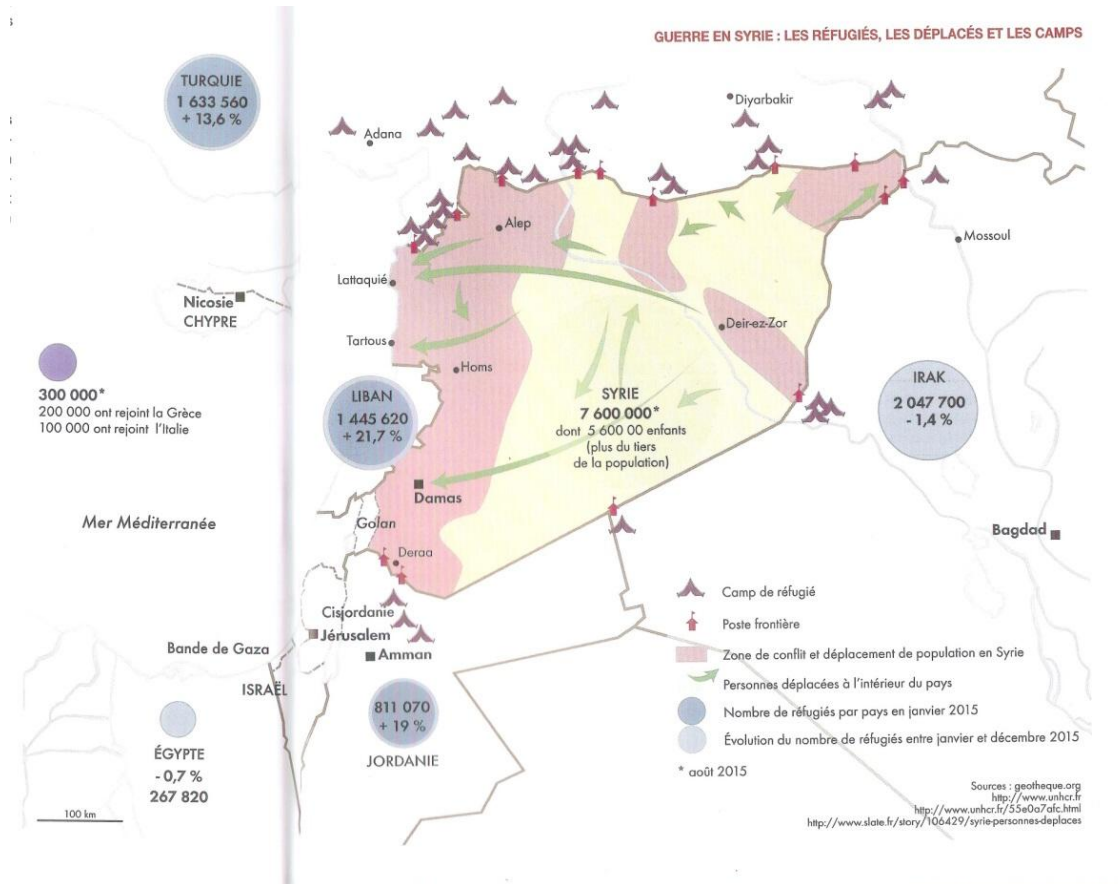 GUERRE EN SYRIE : LES RÉFUGIÉS, LES DÉPLACÉS ET LES CAMPS
TURQUIE
1 633 560
+ 13,6 %
Adana
Diyarbakir
Alep
Mossoul
Lattaquié
Nicosie
CHYPRE
Deir-ez-Zor
Tartous
Homs
300 000*
200 000 ont rejoint la Grèce
100 000 ont rejoint l'Italie
LIBAN
1 445 620
+ 21,7 %
SYRIE
7 600 000*
dont 5 600 00 enfants
(plus du tiers
de la population)
IRAK
2 047 700
- 1,4 %
Damas
Mer Méditerranée
Golan
Bagdad
Deraa
Cisjordanie
Jérusalem
Bande de Gaza
Amman
ISRAËL
811 070
+ 19 %
JORDANIE
ÉGYPTE
- 0,7 %
267 820
100 km
Camp de réfugié
Poste frontière
Zone de conflit et déplacement de population en Syrie
Personnes déplacées à l'intérieur du pays
Nombre de réfugiés par pays en janvier 2015
Évolution du nombre de réfugiés entre janvier et décembre 2015
* août 2015
Sources : geotheque.org
http://www.unhcr.fr
http://www.unhcr.fr/55e0a7afc.html
http://www.slate.fr/story/106429/syrie-personnes-deplaces